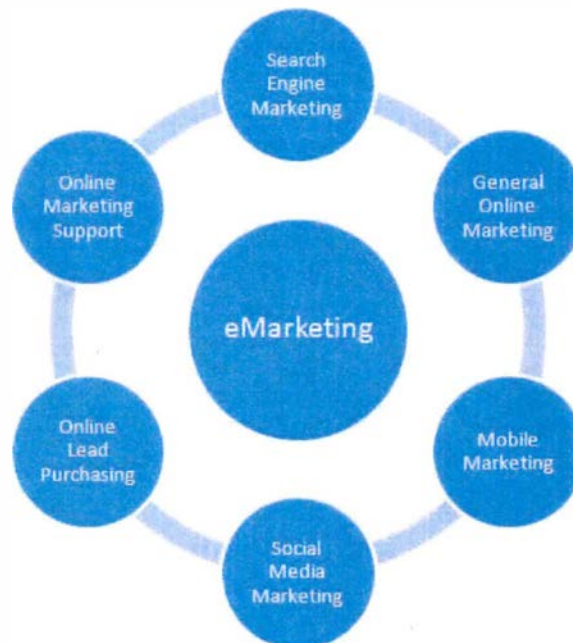 Search
Engine
Marketing
General
Online
Marketing
Mobile
Marketing
Social
Media
Marketing
Online
Lead
Purchasing
Online
Marketing
Support
eMarketing